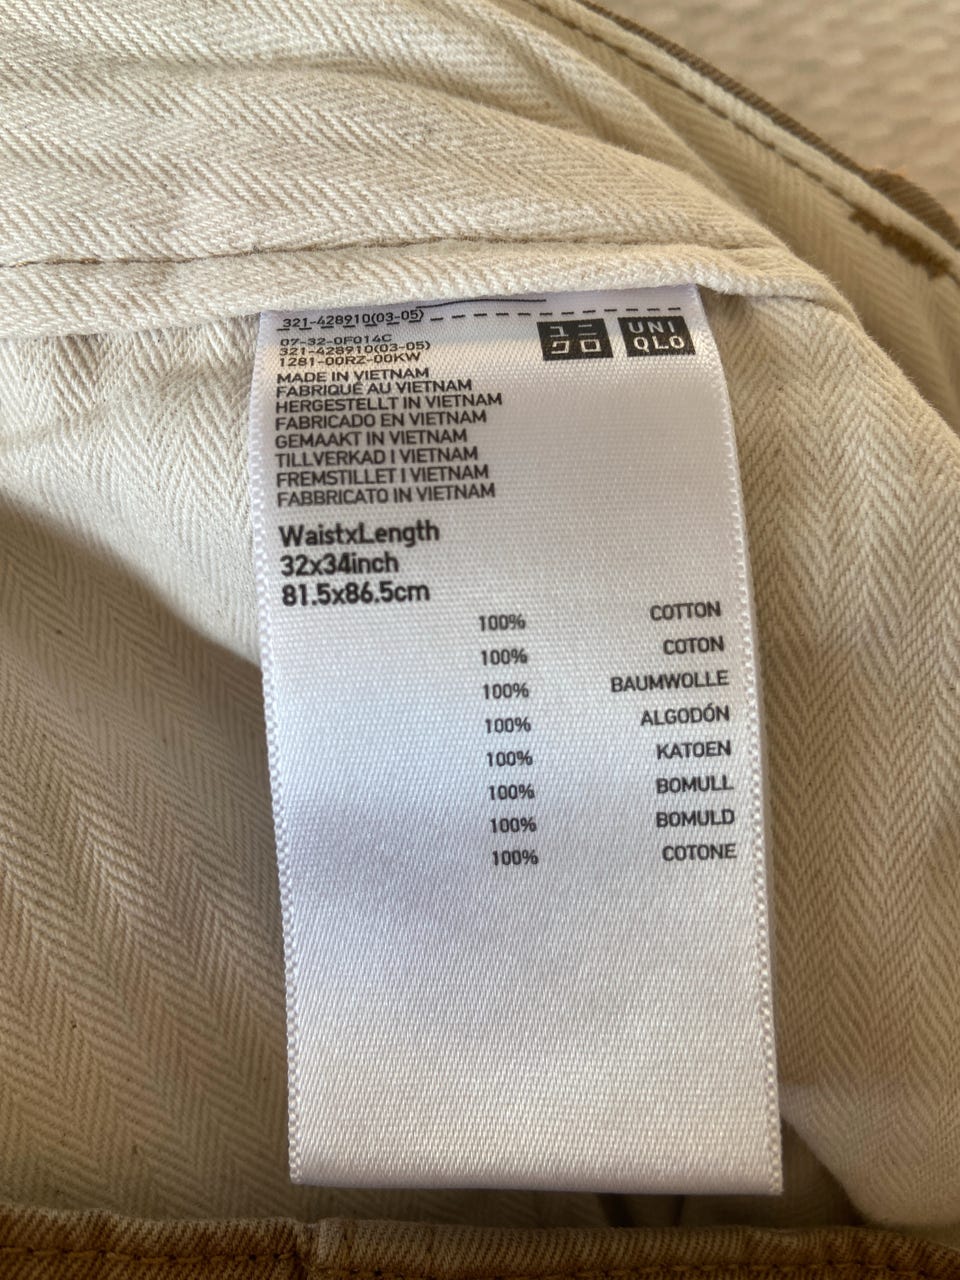 321-428910(03-05)
ユニ
クロ
UNI
QLO
07-32-0F014C
321-428910(03-05)
1281-00RZ-00KW
MADE IN VIETNAM
FABRIQUÉ AU VIETNAM
HERGESTELLT IN VIETNAM
FABRICADO EN VIETNAM
GEMAAKT IN VIETNAM
TILLVERKAD I VIETNAM
FREMSTILLET I VIETNAM
FABBRICATO IN VIETNAM
WaistxLength
32x34inch
81.5x86.5cm
100% COTTON
100% COTON
100% BAUMWOLLE
100% ALGODÓN
100% KATOEN
100% BOMULL
100% BOMULD
100% COTONE